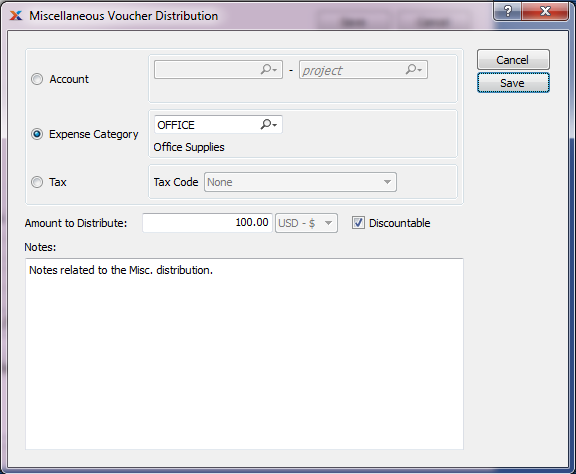 Miscellaneous Voucher Distribution
Cancel
Save
Account
- project
Expense Category
OFFICE
Office Supplies
Tax
Tax Code None
Amount to Distribute: 100.00 USD - $ Discountable
Notes:
Notes related to the Misc. distribution.